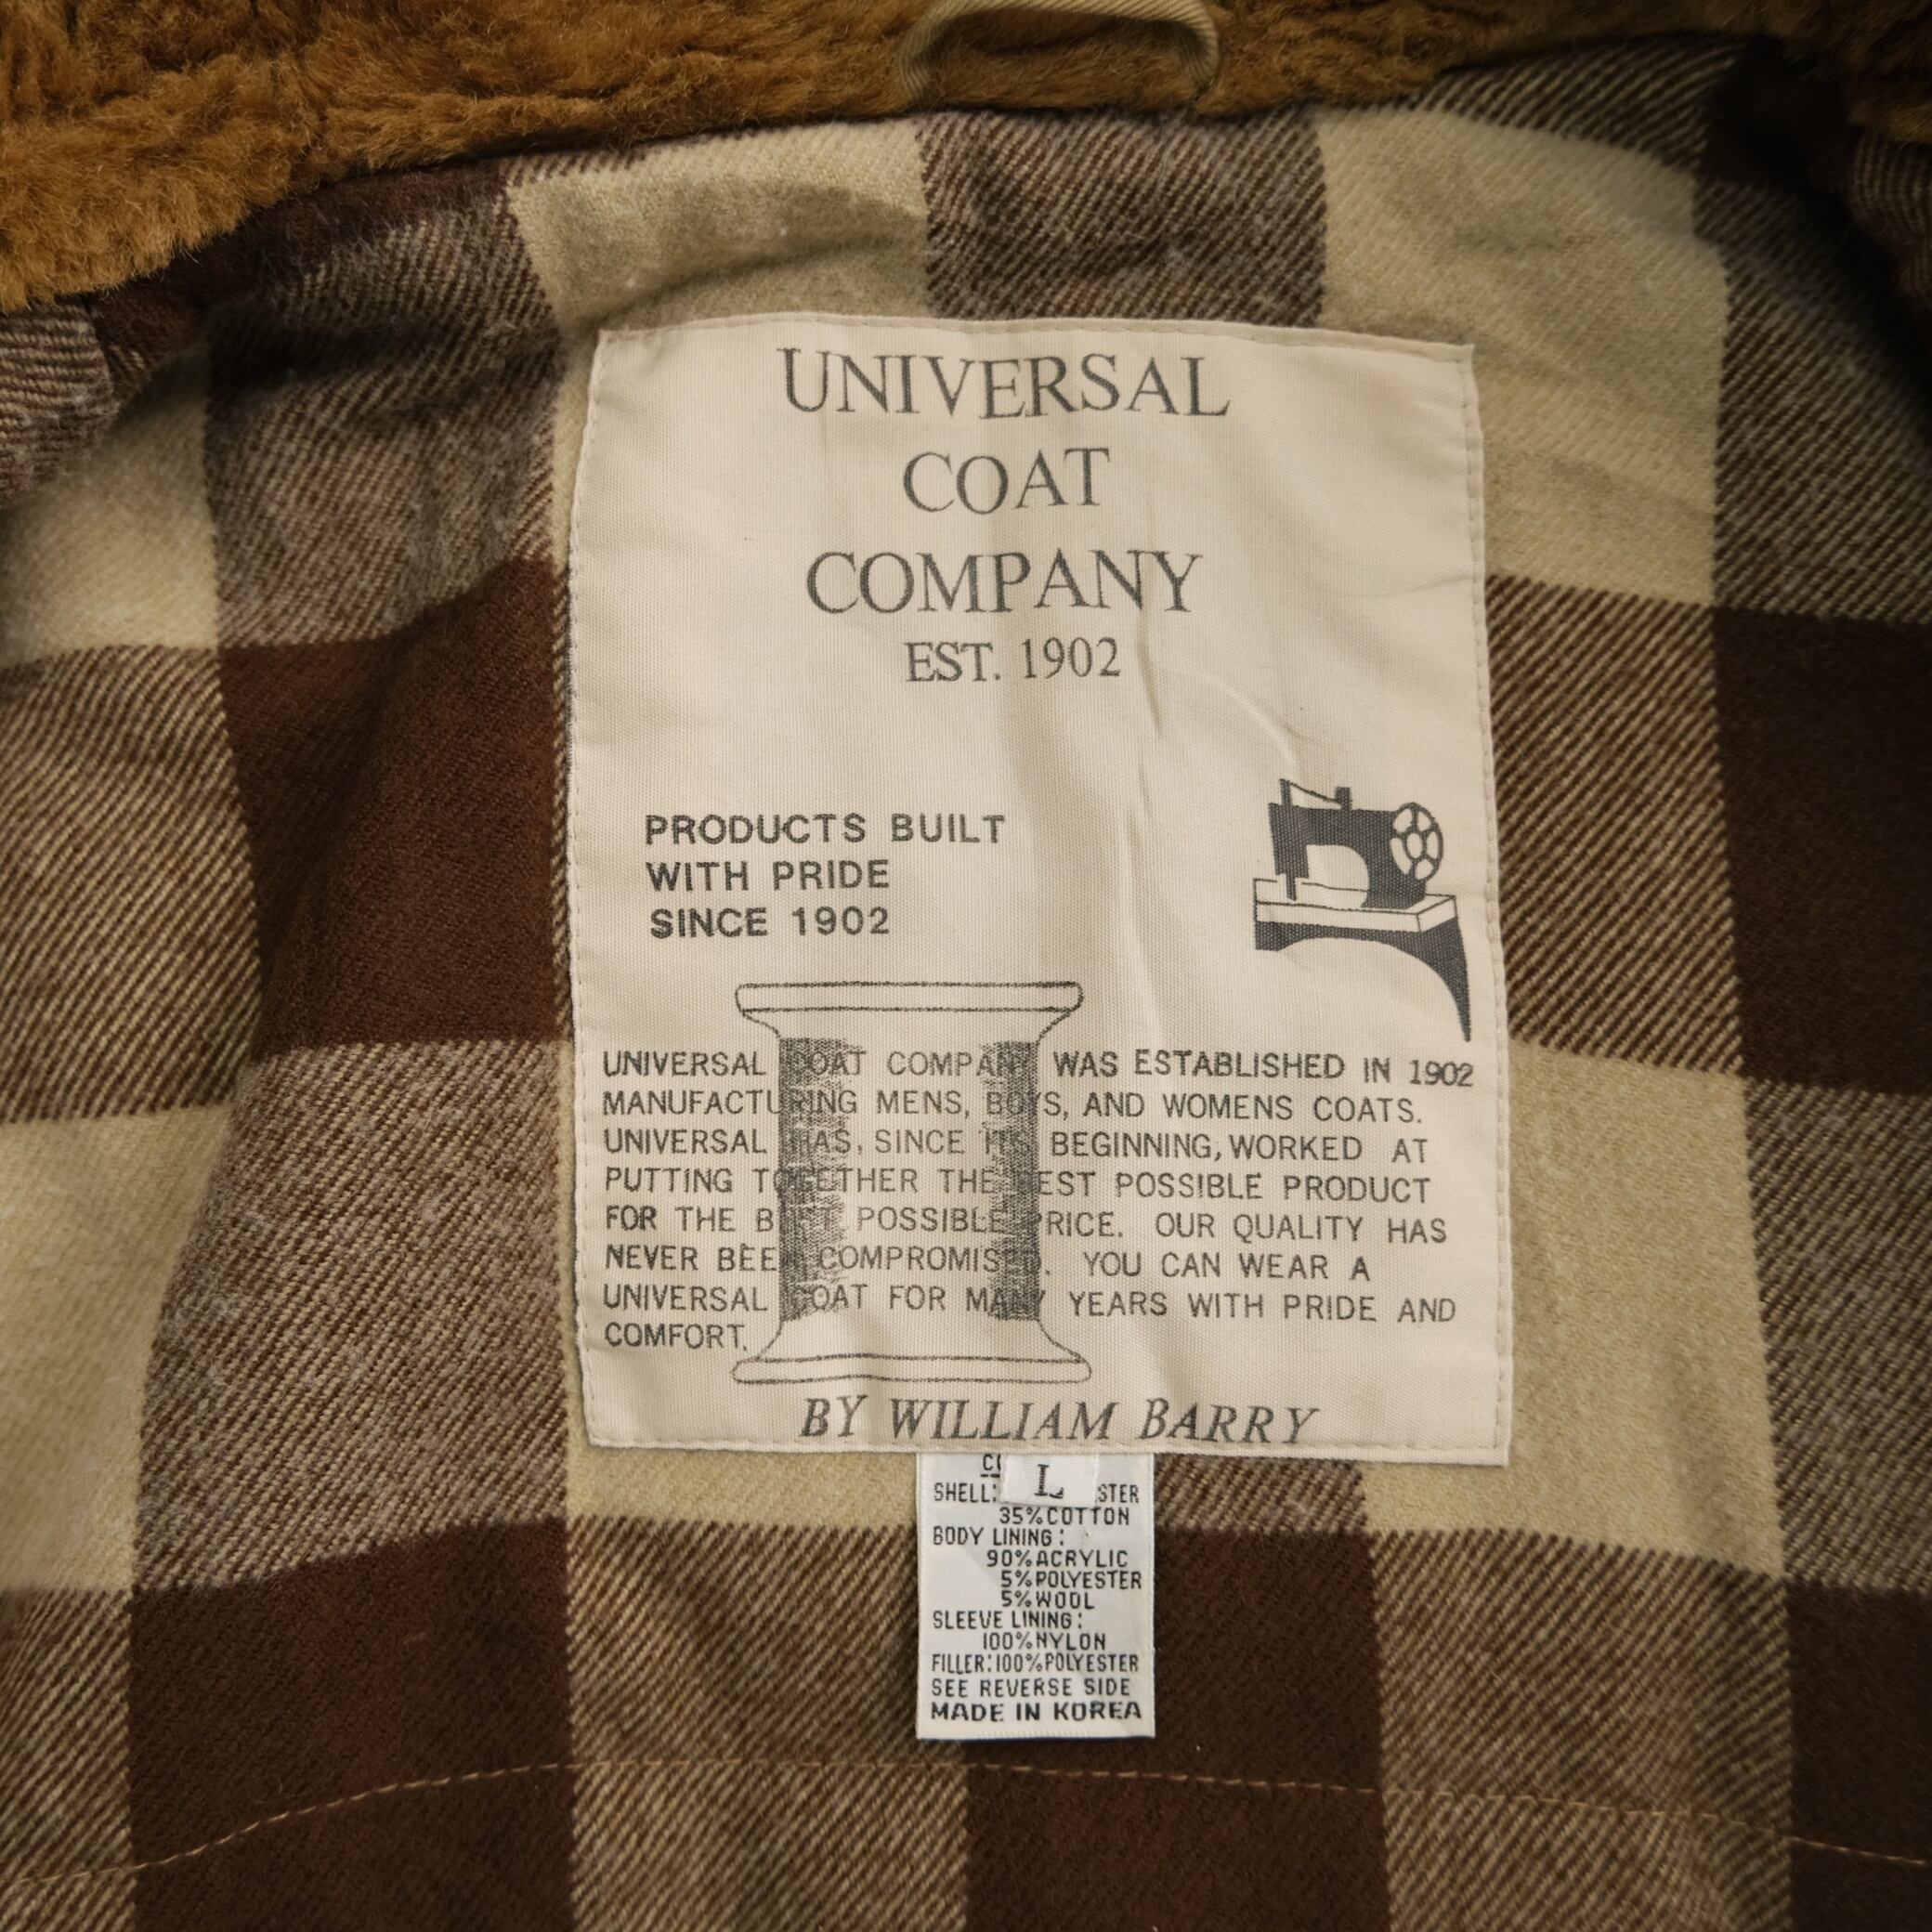 UNIVERSAL
COAT
COMPANY
EST. 1902
PRODUCTS BUILT
WITH PRIDE
SINCE 1902
UNIVERSAL COAT COMPANY WAS ESTABLISHED IN 1902
MANUFACTURING MENS, BOYS, AND WOMENS COATS.
UNIVERSAL HAS, SINCE ITS BEGINNING, WORKED AT
PUTTING TOGETHER THE BEST POSSIBLE PRODUCT
FOR THE BEST POSSIBLE PRICE. OUR QUALITY HAS
NEVER BEEN COMPROMISED. YOU CAN WEAR A
UNIVERSAL COAT FOR MANY YEARS WITH PRIDE AND
COMFORT.
BY WILLIAM BARRY
L
SHELL:
35%COTTON
BODY LINING:
90%ACRYLIC
5%POLYESTER
5%WOOL
SLEEVE LINING:
100%NYLON
FILLER:100%POLYESTER
SEE REVERSE SIDE
MADE IN KOREA